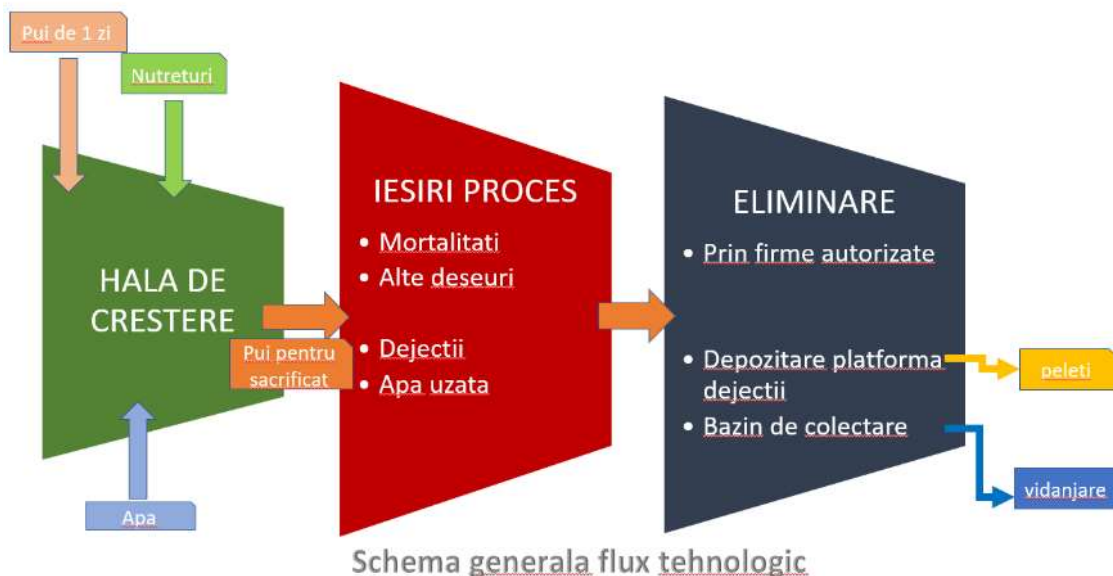 Pui de 1 zi
Nutreturi
HALA DE
CRESTERE
Pui pentru
sacrificat
Apa
IESIRI PROCES
• Mortalitati
• Alte deseuri
• Dejectii
• Apa uzata
ELIMINARE
• Prin firme autorizate
• Depozitare platforma
dejectii
• Bazin de colectare
peleti
vidanjare
Schema generala flux tehnologic